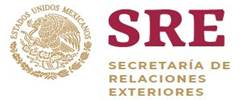 ESTADOS UNIDOS MEXICANOS
SRE
SECRETARÍA DE
RELACIONES
EXTERIORES